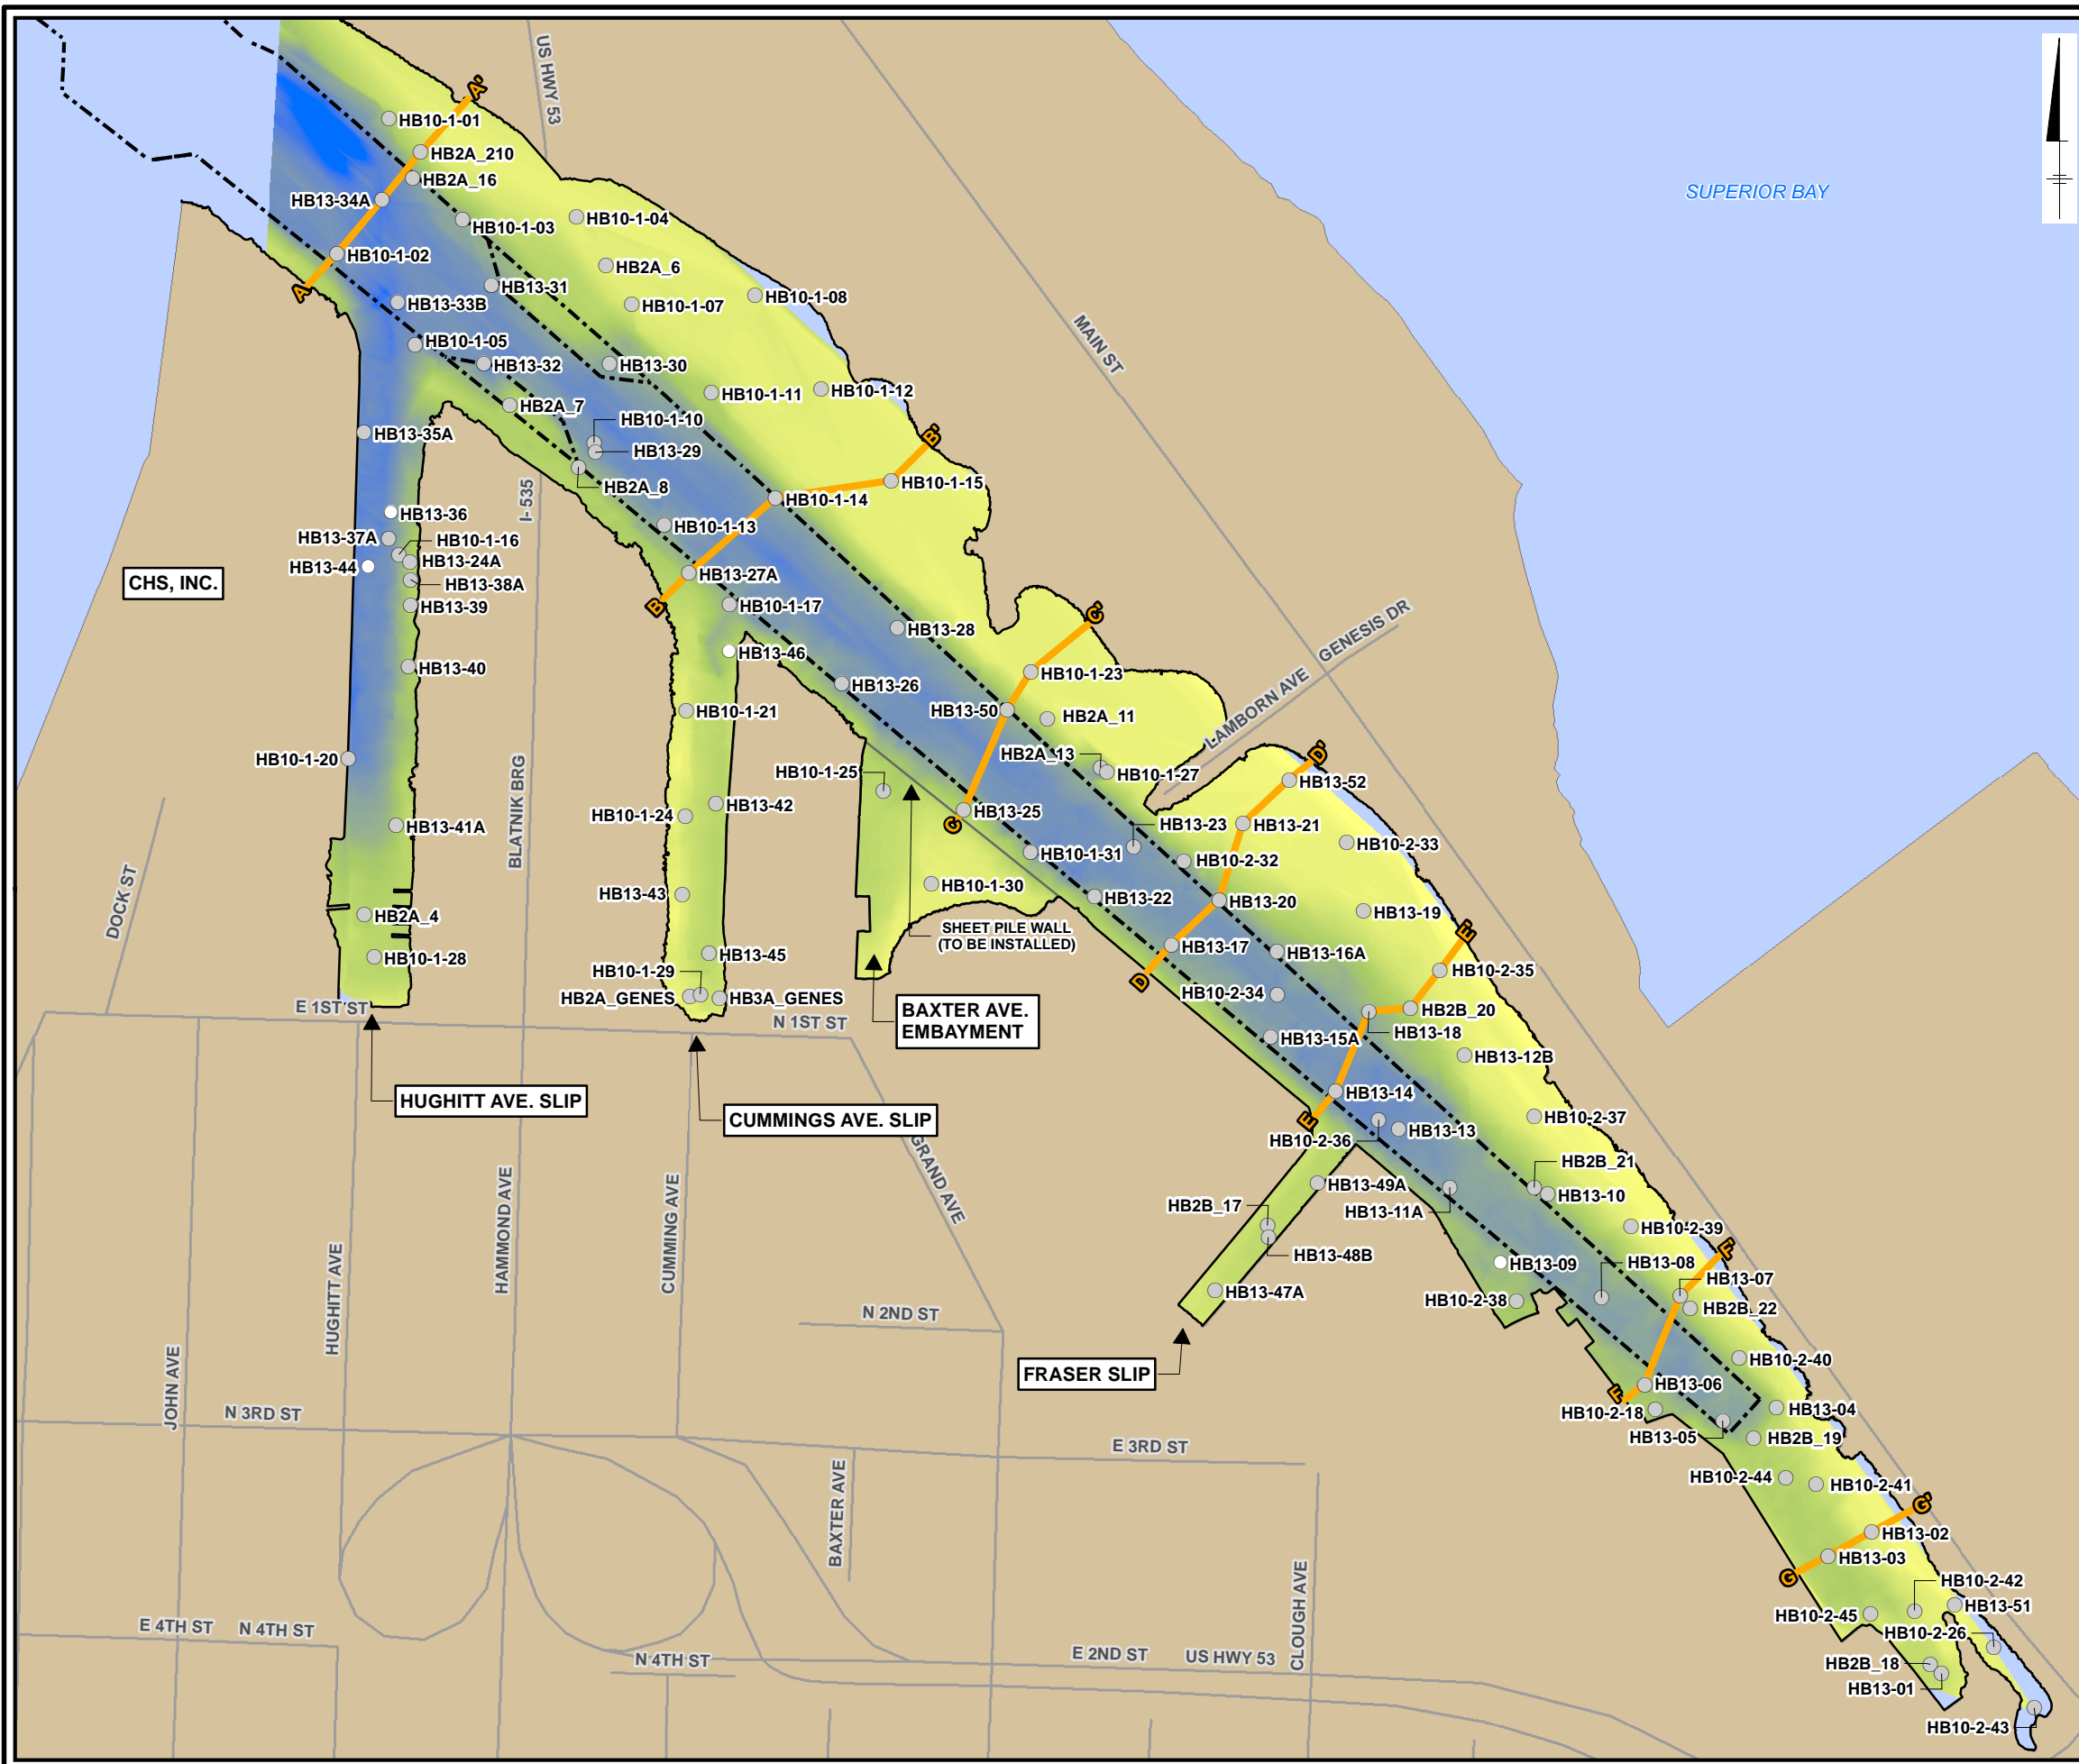 A'
US HWY 53
HB10-1-01
HB2A_210
HB2A_16
HB13-34A
SUPERIOR BAY
HB10-1-03
HB10-1-04
HB10-1-02
HB2A_6
A
HB13-31
HB13-33B
HB10-1-07
HB10-1-08
HB10-1-05
MAIN ST
HB13-32
HB13-30
HB10-1-11
HB10-1-12
HB2A_7
HB10-1-10
HB13-35A
B'
HB13-29
HB2A_8
HB10-1-15
I-535
HB10-1-14
HB13-36
HB10-1-13
HB13-37A
HB10-1-16
HB13-24A
HB13-44
HB13-27A
CHS, INC.
HB13-38A
HB13-39
B
HB10-1-17
C'
GENESIS DR
HB13-28
HB13-46
HB13-40
HB10-1-23
HB13-26
LAMBORN AVE
HB10-1-21
HB13-50
HB2A_11
HB10-1-20
HB2A_13
D'
HB10-1-25
HB10-1-27
HB13-52
BLATNIK BRG
HB13-42
HB10-1-24
HB13-25
C
HB13-23
HB13-21
HB13-41A
HB10-2-33
HB10-1-31
HB10-2-32
DOCK ST
HB13-43
HB10-1-30
HB13-22
HB13-20
HB2A_4
HB13-19
SHEET PILE WALL
(TO BE INSTALLED)
E'
HB13-17
HB13-45
HB13-16A
HB10-1-28
HB10-1-29
D
HB10-2-35
HB2A_GENES
HB3A_GENES
HB10-2-34
E 1ST ST
N 1ST ST
BAXTER AVE.
EMBAYMENT
HB2B_20
HB13-18
HB13-15A
HB13-12B
HUGHITT AVE. SLIP
HB13-14
CUMMINGS AVE. SLIP
E
HB10-2-37
HB13-13
HB10-2-36
GRAND AVE
HB2B_21
HB13-49A
HB13-10
HAMMOND AVE
CUMMING AVE
HB2B_17
HB13-11A
HB10-2-39
HB13-48B
F'
HB13-09
HB13-08
HUGHITT AVE
HB13-07
HB13-47A
HB10-2-38
HB2B_22
N 2ND ST
HB10-2-40
FRASER SLIP
JOHN AVE
HB13-06
F
N 3RD ST
HB10-2-18
HB13-04
HB13-05
HB2B_19
E 3RD ST
BAXTER AVE
HB10-2-44
HB10-2-41
G'
HB13-02
HB13-03
G
CLOUGH AVE
HB10-2-42
HB13-51
HB10-2-45
E 4TH ST
N 4TH ST
HB10-2-26
N 4TH ST
E 2ND ST
US HWY 53
HB2B_18
HB13-01
HB10-2-43